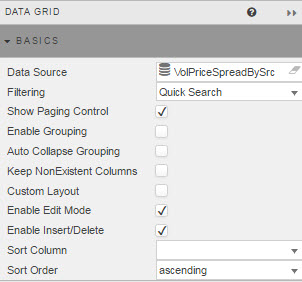 DATA GRID
BASICS
Data Source VolPriceSpreadBySrc
Filtering Quick Search
Show Paging Control
Enable Grouping
Auto Collapse Grouping
Keep NonExistent Columns
Custom Layout
Enable Edit Mode
Enable Insert/Delete
Sort Column
Sort Order ascending